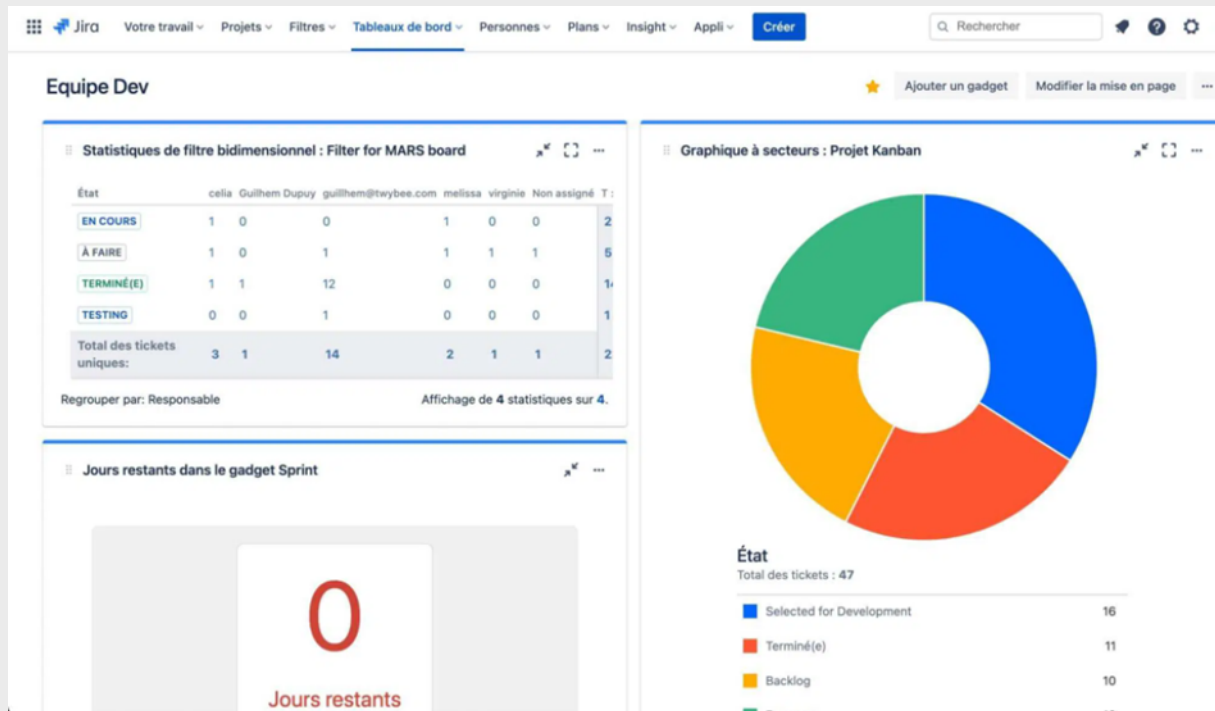 Jira Votre travail Projets Filtres Tableaux de bord Personnes Plans Insight Appli Créer Rechercher
Equipe Dev
Ajouter un gadget Modifier la mise en page
Statistiques de filtre bidimensionnel : Filter for MARS board
État celia Guilhem Dupuy guillhem@twybee.com melissa virginie Non assigné T :
EN COURS 1 0 0 1 0 0 2
À FAIRE 1 0 1 1 1 1 5
TERMINÉ(E) 1 1 12 0 0 0
TESTING 0 0 1 0 0 0 1
Total des tickets
uniques: 3 1 14 2 1 1 2
Regrouper par: Responsable Affichage de 4 statistiques sur 4.
Jours restants dans le gadget Sprint
0
Jours restants
Graphique à secteurs : Projet Kanban
État
Total des tickets : 47
Selected for Development 16
Terminé(e) 11
Backlog 10